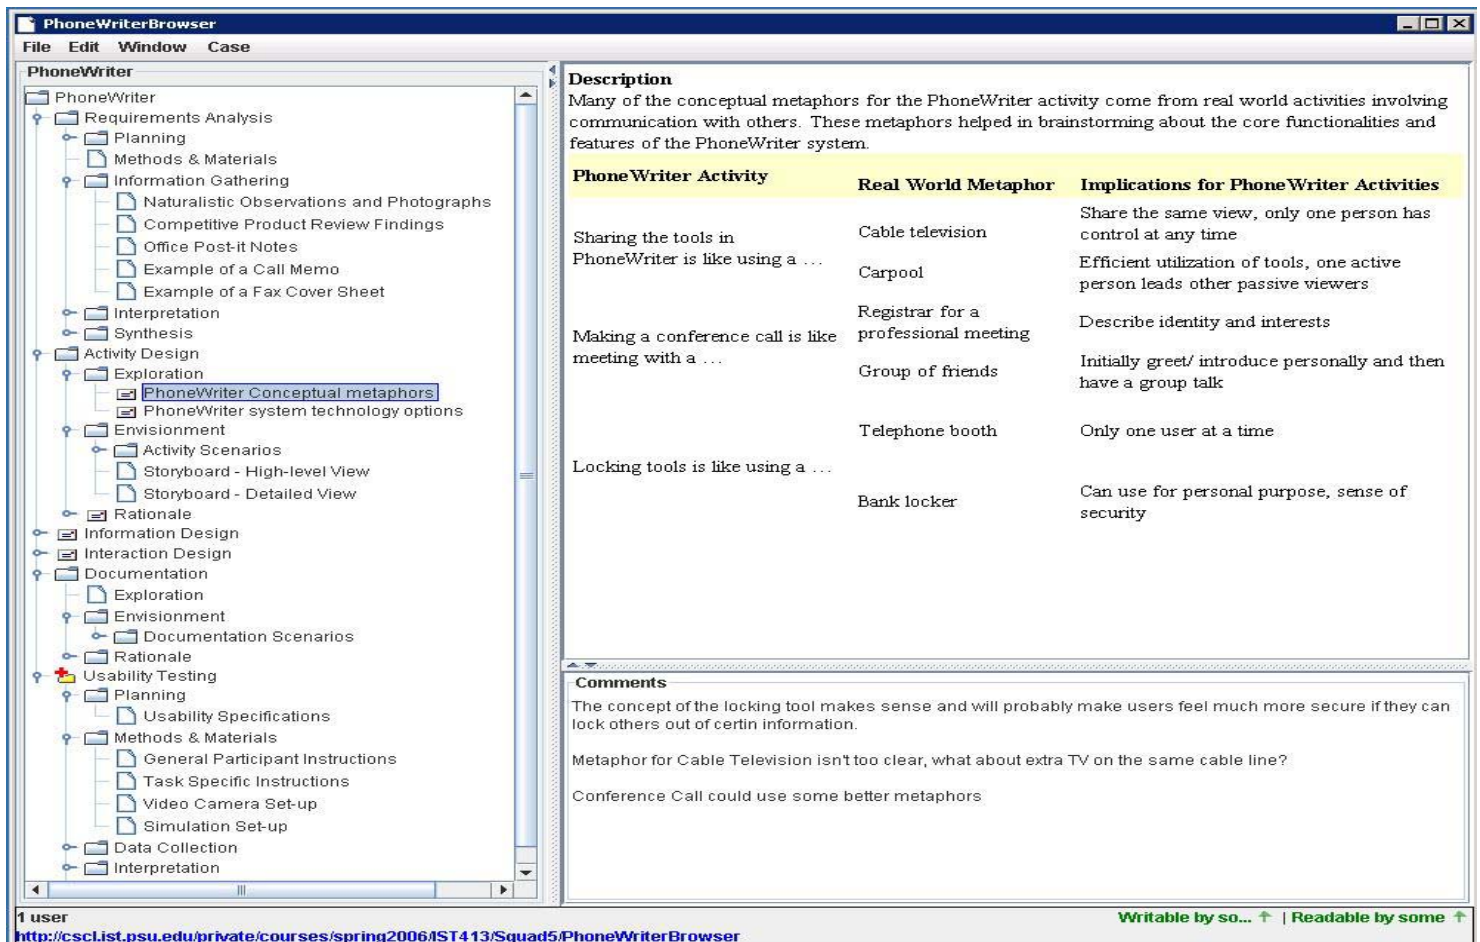 PhoneWriterBrowser
File Edit Window Case
PhoneWriter
PhoneWriter
Requirements Analysis
Planning
Methods & Materials
Information Gathering
Naturalistic Observations and Photographs
Competitive Product Review Findings
Office Post-it Notes
Example of a Call Memo
Example of a Fax Cover Sheet
Interpretation
Synthesis
Activity Design
Exploration
PhoneWriter Conceptual metaphors
PhoneWriter system technology options
Envisionment
Activity Scenarios
Storyboard - High-level View
Storyboard - Detailed View
Rationale
Information Design
Interaction Design
Documentation
Exploration
Envisionment
Documentation Scenarios
Rationale
Usability Testing
Planning
Usability Specifications
Methods & Materials
General Participant Instructions
Task Specific Instructions
Video Camera Set-up
Simulation Set-up
Data Collection
Interpretation
Description
Many of the conceptual metaphors for the PhoneWriter activity come from real world activities involving
communication with others. These metaphors helped in brainstorming about the core functionalities and
features of the PhoneWriter system.
PhoneWriter Activity Real World Metaphor Implications for PhoneWriter Activities
Sharing the tools in
PhoneWriter is like using a ...
Cable television
Share the same view, only one person has
control at any time
Carpool
Efficient utilization of tools, one active
person leads other passive viewers
Making a conference call is like
meeting with a ...
Registrar for a
professional meeting
Describe identity and interests
Group of friends
Initially greet/ introduce personally and then
have a group talk
Locking tools is like using a ...
Telephone booth
Only one user at a time
Bank locker
Can use for personal purpose, sense of
security
Comments
The concept of the locking tool makes sense and will probably make users feel much more secure if they can
lock others out of certin information.
Metaphor for Cable Television isn't too clear, what about extra TV on the same cable line?
Conference Call could use some better metaphors
1 user
Writable by so... ↑ | Readable by some ↑
http://cscl.ist.psu.edu/private/courses/spring2006/IST413/Squad5/PhoneWriterBrowser